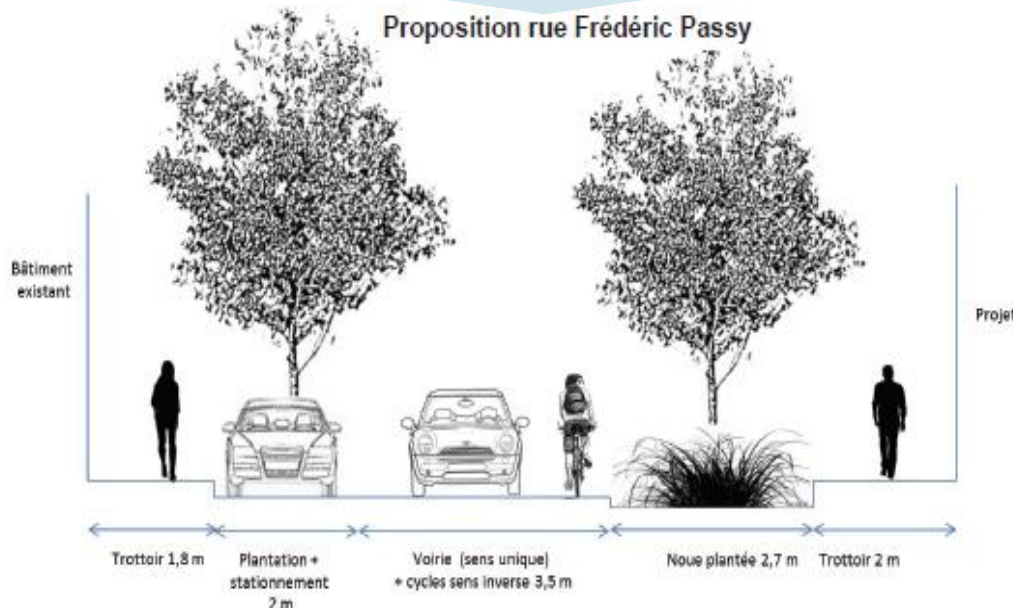 Proposition rue Frédéric Passy
Bâtiment
existant
Projet
Trottoir 1,8 m
Plantation +
stationnement
2 m
Voirie (sens unique)
+ cycles sens inverse 3,5 m
Noue plantée 2,7 m
Trottoir 2 m